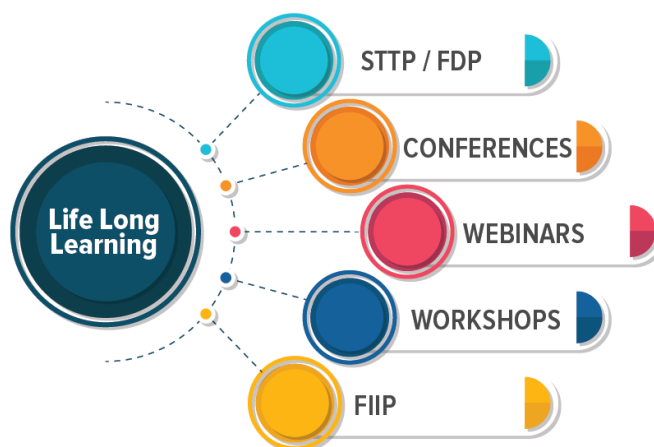 Life Long
Learning
STTP / FDP
CONFERENCES
WEBINARS
WORKSHOPS
FIIP